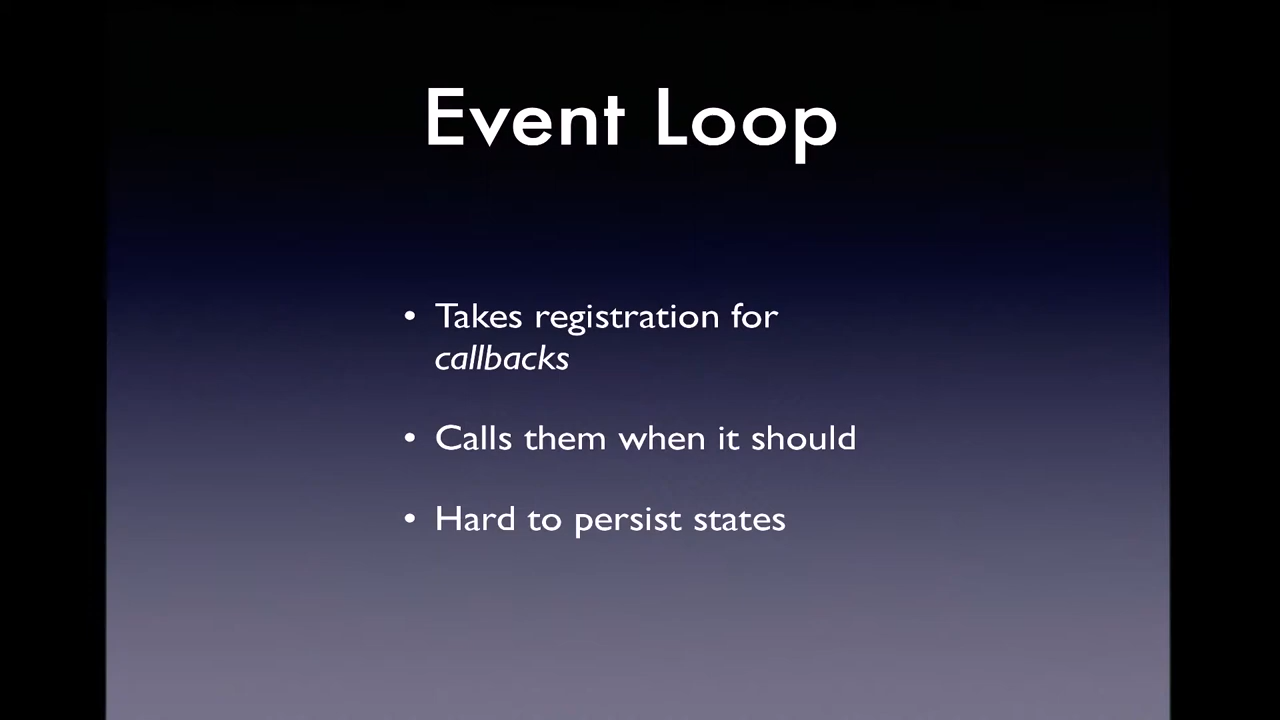 Event Loop
• Takes registration for
callbacks
• Calls them when it should
• Hard to persist states